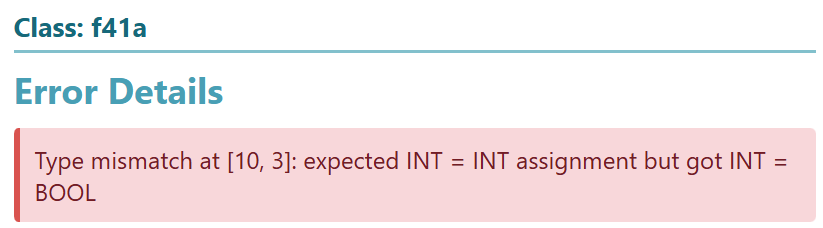 Class: f41a
Error Details
Type mismatch at [10, 3]: expected INT = INT assignment but got INT =
BOOL